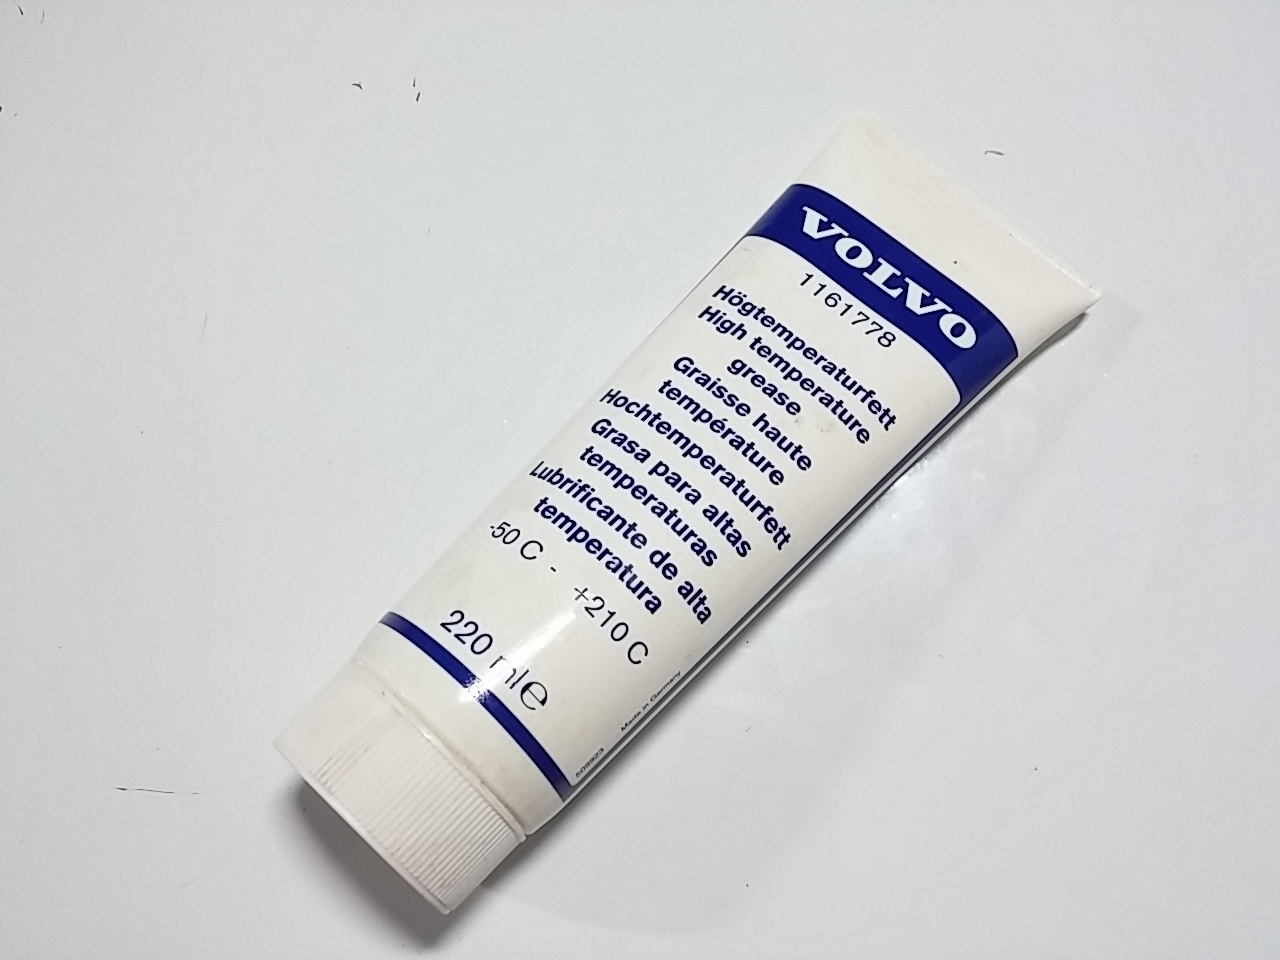 VOLVO
1161778
Högtemperaturfett
High temperature
grease
Graisse haute
température
Hochtemperaturfett
Grasa para altas
temperaturas
Lubrificante de alta
temperatura
-50 C - +210 C
220 ml ℮
Made in Germany